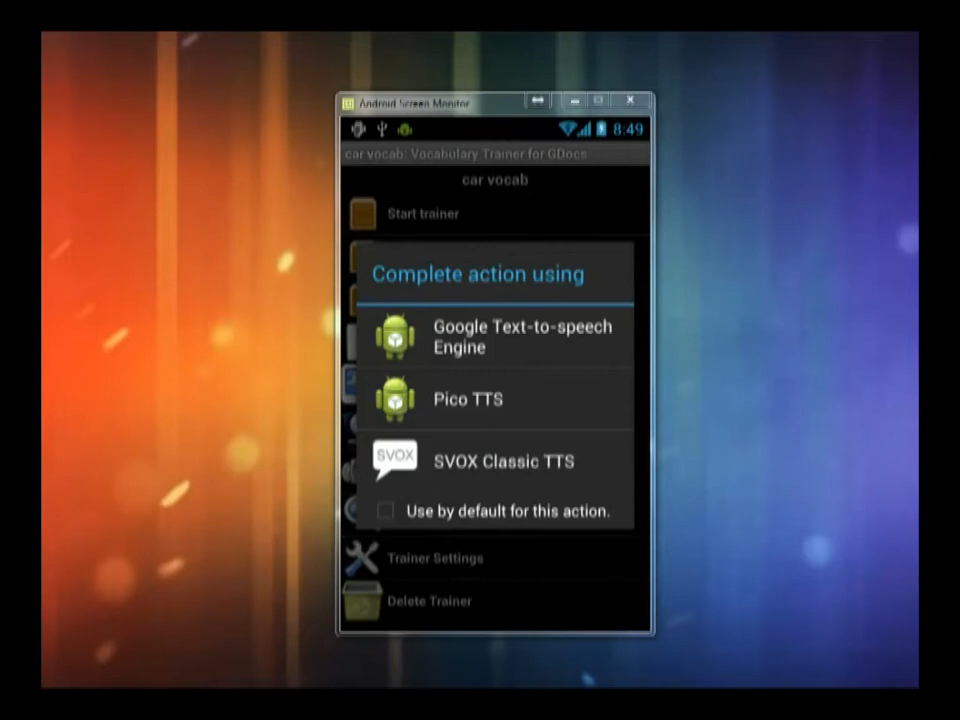 Android Screen Monitor
8:49
car vocab: Vocabulary Trainer for GDocs
car vocab
Start trainer
Complete action using
Google Text-to-speech
Engine
Pico TTS
SVOX
SVOX Classic TTS
Use by default for this action.
Trainer Settings
Delete Trainer